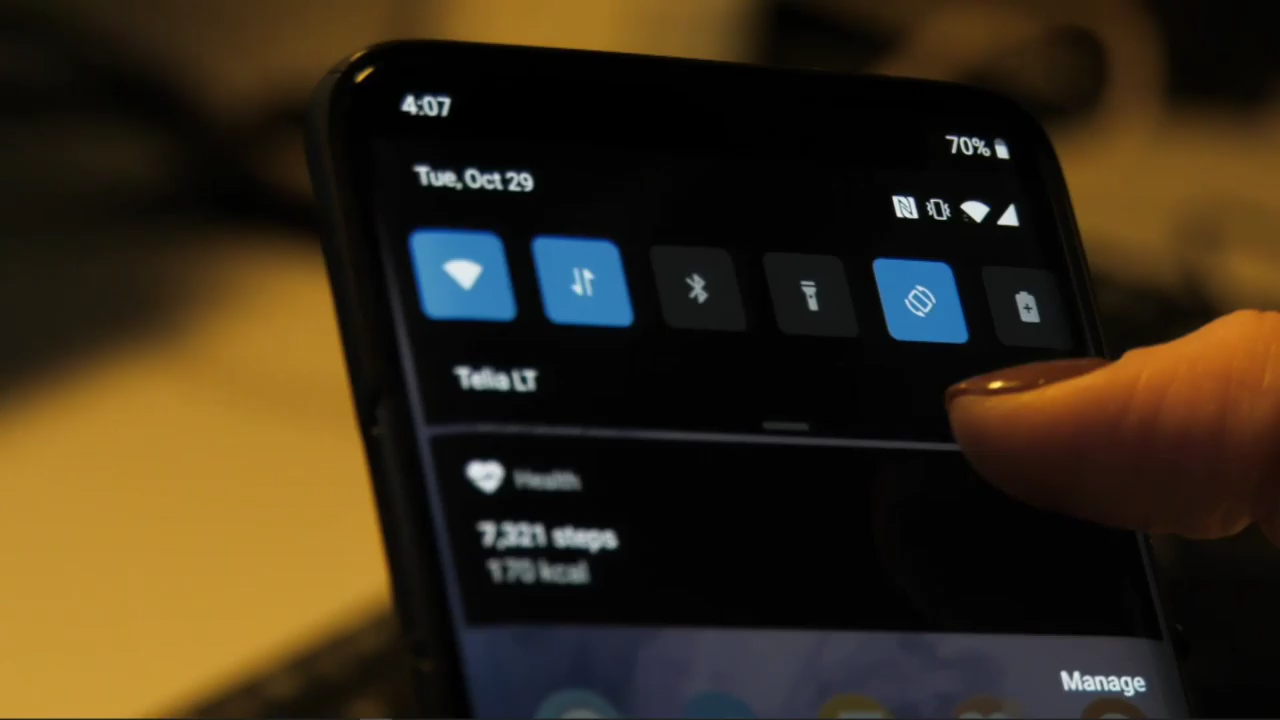 4:07
70%
Tue, Oct 29
Telia LT
Health
7,321 steps
170 kcal
Manage